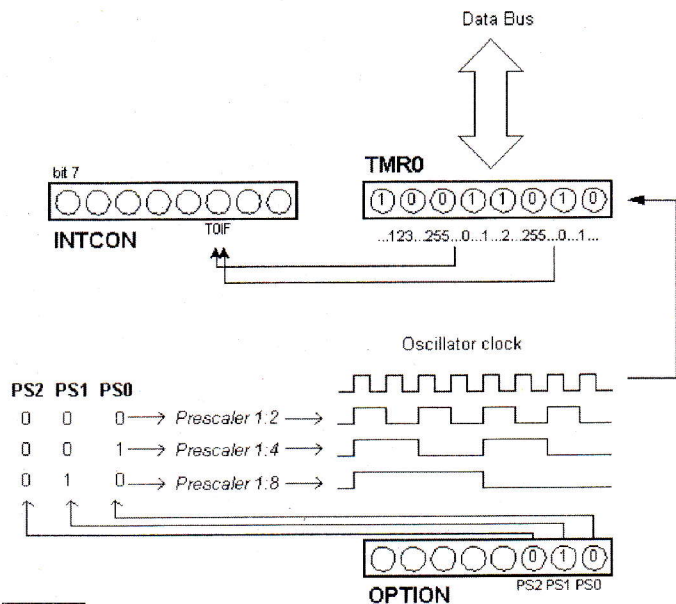 Data Bus
bit 7
TMR0
1 0 0 1 1 0 1 0
T0IF
INTCON
...123...255...0...1...2...255...0...1...
Oscillator clock
PS2 PS1 PS0
0 0 0 Prescaler 1:2
0 0 1 Prescaler 1:4
0 1 0 Prescaler 1:8
0 1 0
PS2 PS1 PS0
OPTION